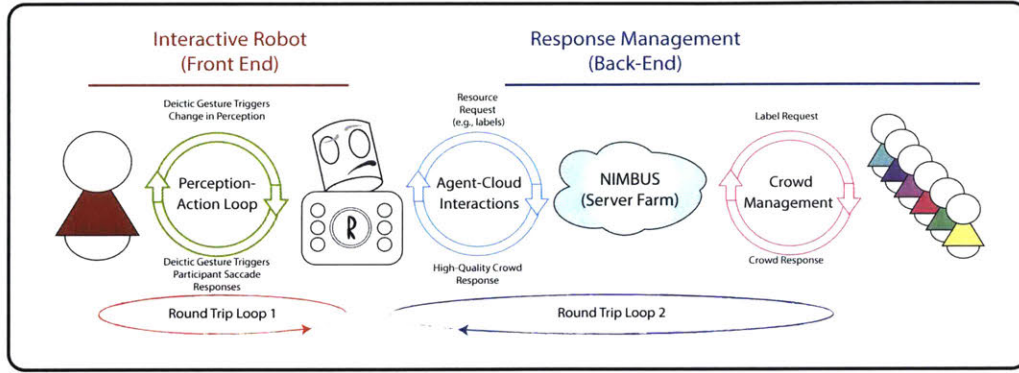 Interactive Robot
(Front End)
Response Management
(Back-End)
Deictic Gesture Triggers
Change in Perception
Resource
Request
(e.g., labels)
Label Request
Perception-
Action Loop
R
Agent-Cloud
Interactions
NIMBUS
(Server Farm)
Crowd
Management
Deictic Gesture Triggers
Participant Saccade
Responses
High-Quality Crowd
Response
Crowd Response
Round Trip Loop 1
Round Trip Loop 2